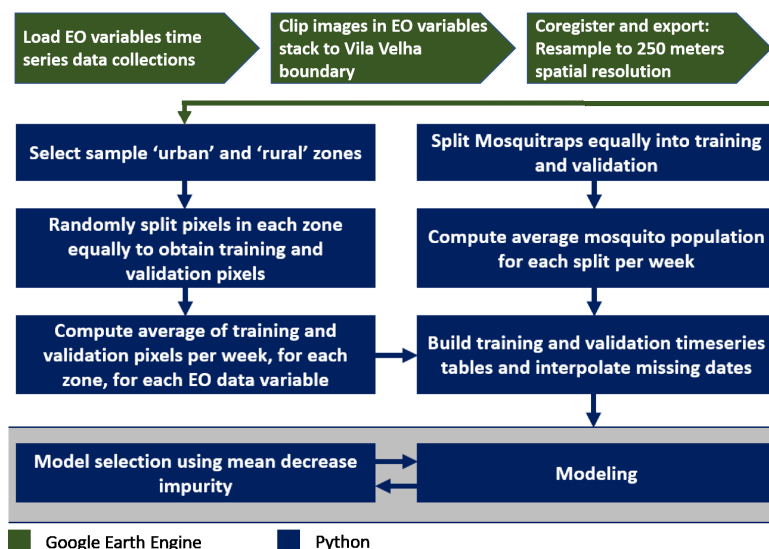 Load EO variables time
series data collections
Clip images in EO variables
stack to Vila Velha
boundary
Coregister and export:
Resample to 250 meters
spatial resolution
Select sample ‘urban’ and ‘rural’ zones
Split Mosquitraps equally into training
and validation
Randomly split pixels in each zone
equally to obtain training and
validation pixels
Compute average mosquito population
for each split per week
Compute average of training and
validation pixels per week, for each
zone, for each EO data variable
Build training and validation timeseries
tables and interpolate missing dates
Model selection using mean decrease
impurity
Modeling
Google Earth Engine
Python